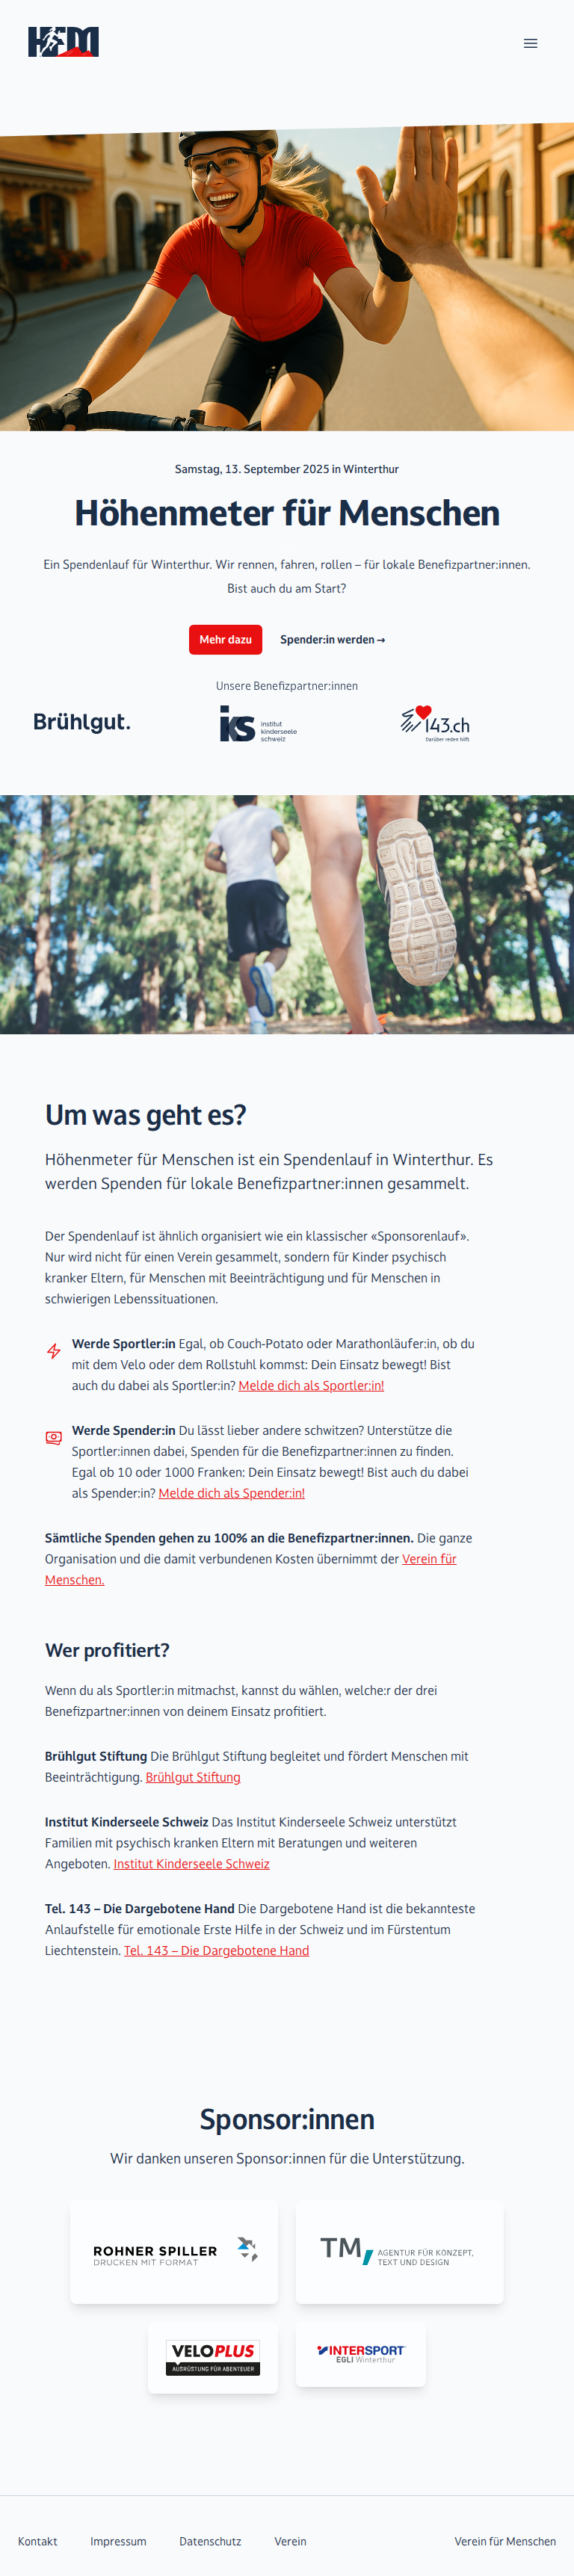 HFM
Samstag, 13. September 2025 in Winterthur
Höhenmeter für Menschen
Ein Spendenlauf für Winterthur. Wir rennen, fahren, rollen – für lokale Benefizpartner:innen.
Bist auch du am Start?
Mehr dazu
Spender:in werden →
Unsere Benefizpartner:innen
Brühlgut.
iks institut
kinderseele
schweiz
143.ch
Darüber reden hilft
Um was geht es?
Höhenmeter für Menschen ist ein Spendenlauf in Winterthur. Es
werden Spenden für lokale Benefizpartner:innen gesammelt.
Der Spendenlauf ist ähnlich organisiert wie ein klassischer «Sponsorenlauf».
Nur wird nicht für einen Verein gesammelt, sondern für Kinder psychisch
kranker Eltern, für Menschen mit Beeinträchtigung und für Menschen in
schwierigen Lebenssituationen.
Werde Sportler:in Egal, ob Couch-Potato oder Marathonläufer:in, ob du
mit dem Velo oder dem Rollstuhl kommst: Dein Einsatz bewegt! Bist
auch du dabei als Sportler:in? Melde dich als Sportler:in!
Werde Spender:in Du lässt lieber andere schwitzen? Unterstütze die
Sportler:innen dabei, Spenden für die Benefizpartner:innen zu finden.
Egal ob 10 oder 1000 Franken: Dein Einsatz bewegt! Bist auch du dabei
als Spender:in? Melde dich als Spender:in!
Sämtliche Spenden gehen zu 100% an die Benefizpartner:innen. Die ganze
Organisation und die damit verbundenen Kosten übernimmt der Verein für
Menschen.
Wer profitiert?
Wenn du als Sportler:in mitmachst, kannst du wählen, welche:r der drei
Benefizpartner:innen von deinem Einsatz profitiert.
Brühlgut Stiftung Die Brühlgut Stiftung begleitet und fördert Menschen mit
Beeinträchtigung. Brühlgut Stiftung
Institut Kinderseele Schweiz Das Institut Kinderseele Schweiz unterstützt
Familien mit psychisch kranken Eltern mit Beratungen und weiteren
Angeboten. Institut Kinderseele Schweiz
Tel. 143 – Die Dargebotene Hand Die Dargebotene Hand ist die bekannteste
Anlaufstelle für emotionale Erste Hilfe in der Schweiz und im Fürstentum
Liechtenstein. Tel. 143 – Die Dargebotene Hand
Sponsor:innen
Wir danken unseren Sponsor:innen für die Unterstützung.
ROHNER SPILLER
DRUCKEN MIT FORMAT
TM, AGENTUR FÜR KONZEPT,
TEXT UND DESIGN
VELOPLUS
AUSRÜSTUNG FÜR ABENTEUER
INTERSPORT
EGLI Winterthur
Kontakt
Impressum
Datenschutz
Verein
Verein für Menschen